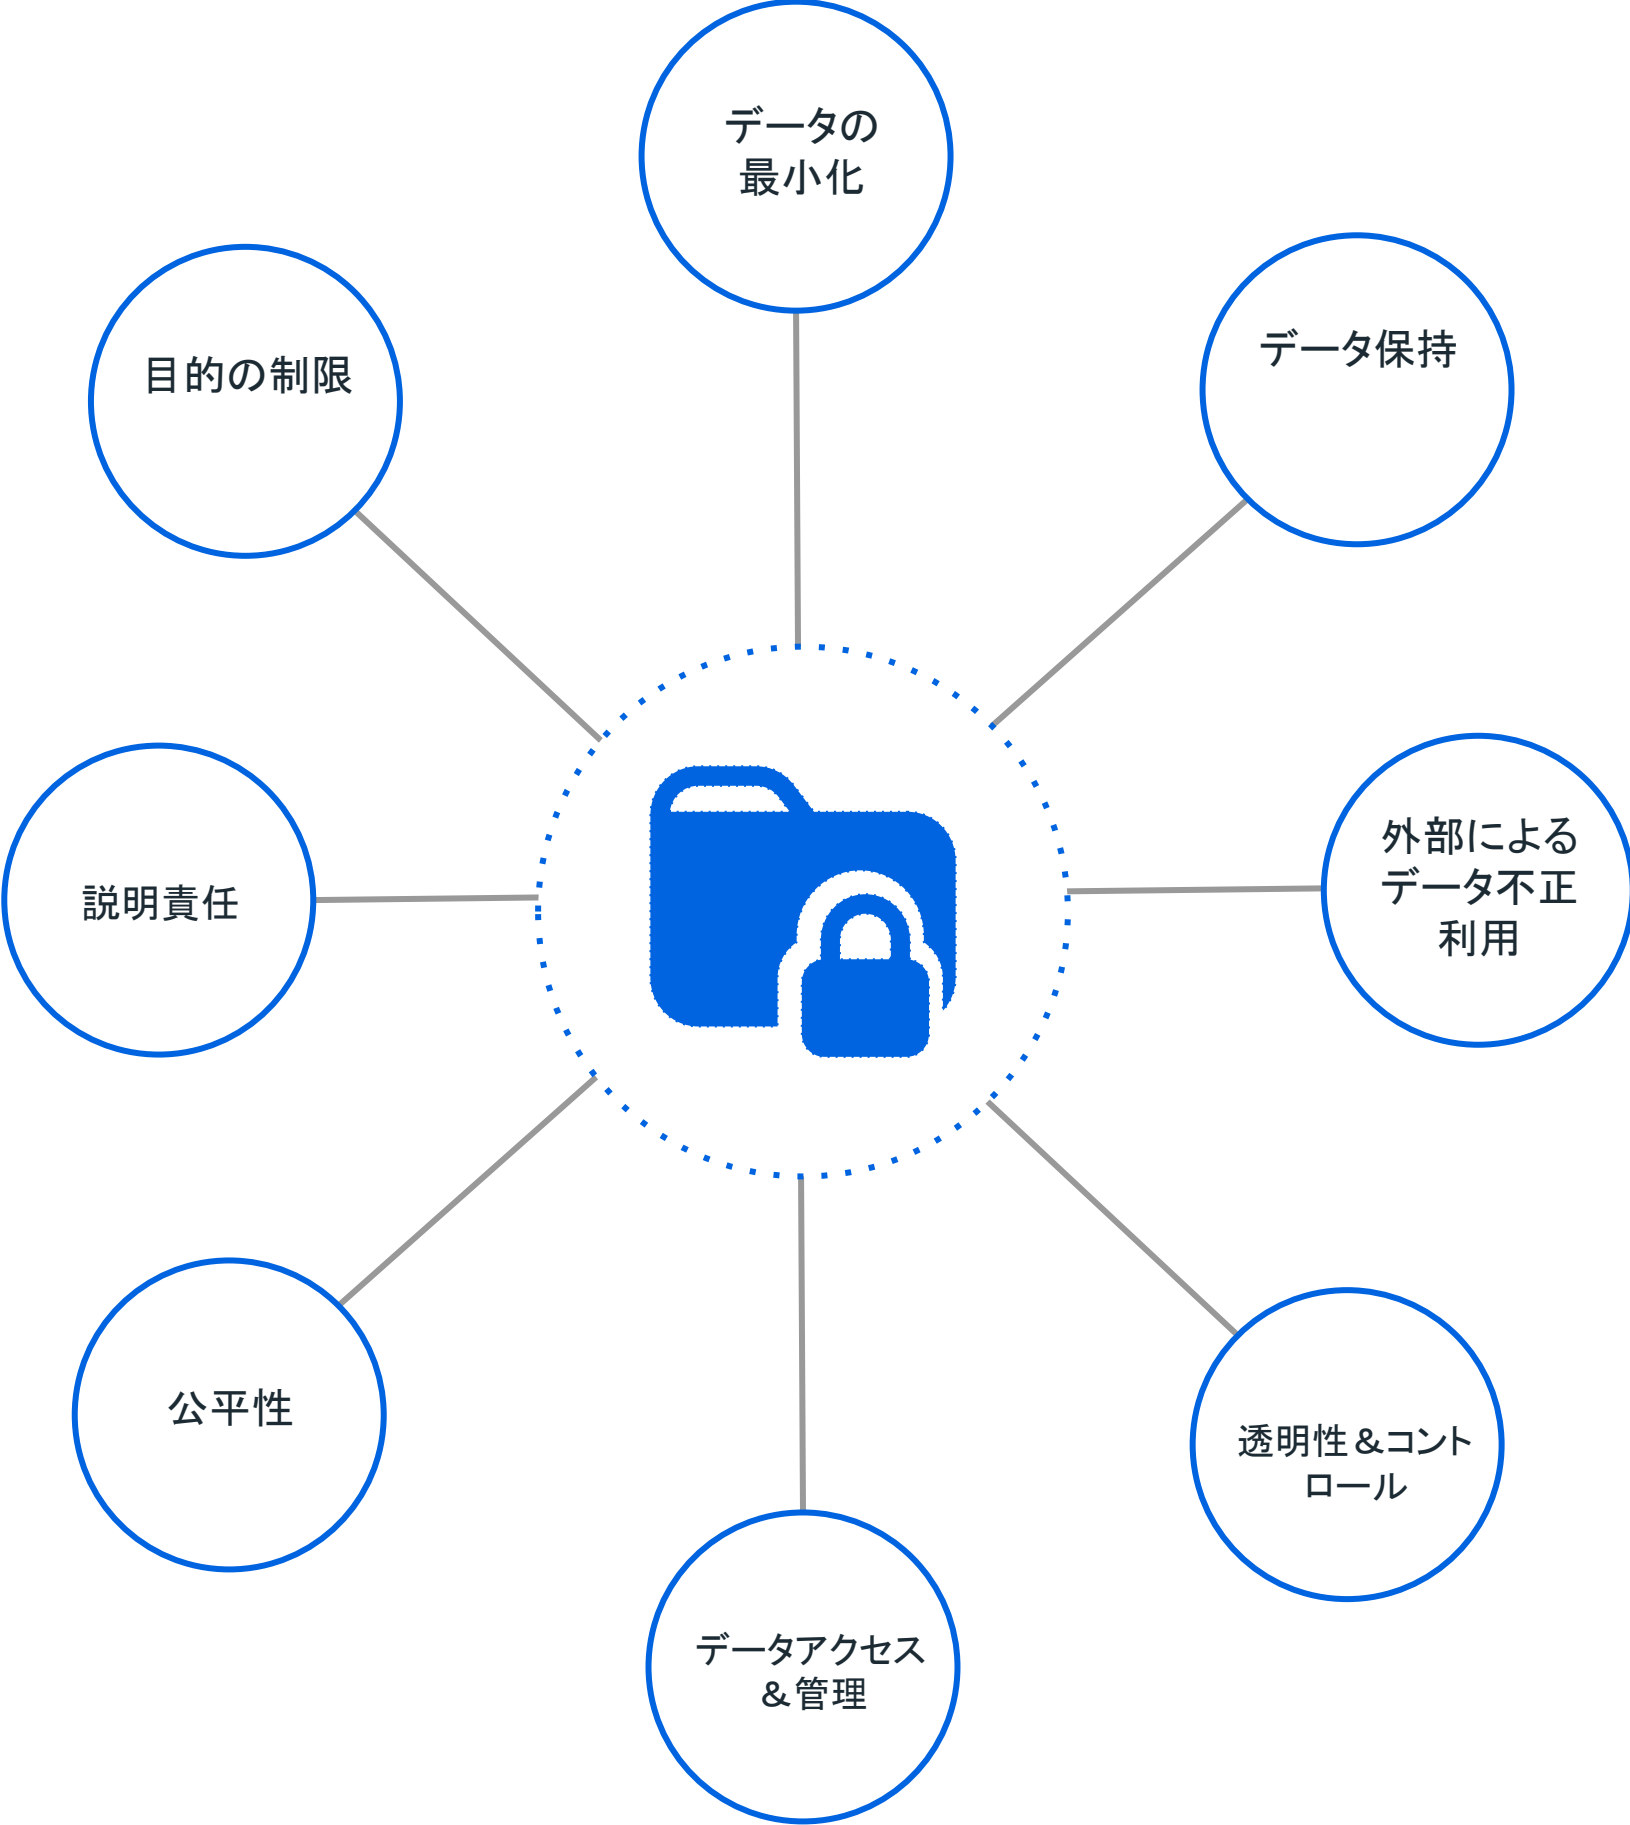 データの
最小化
データ保持
目的の制限
外部による
データ不正
利用
説明責任
公平性
透明性&コント
ロール
データアクセス
&管理